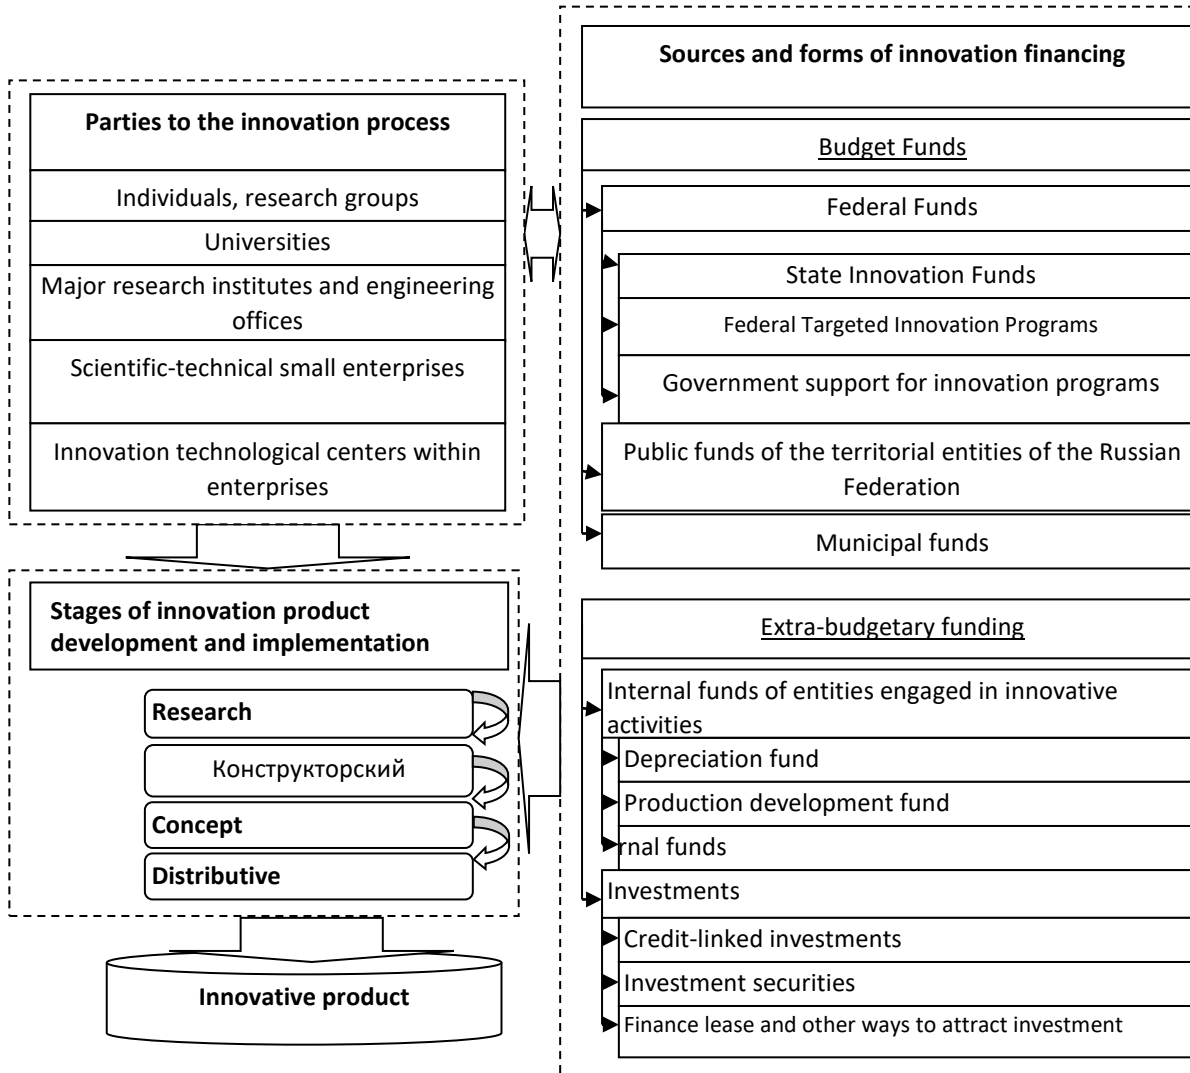 Parties to the innovation process
Individuals, research groups
Universities
Major research institutes and engineering
offices
Scientific-technical small enterprises
Innovation technological centers within
enterprises
Stages of innovation product
development and implementation
Research
Конструкторский
Concept
Distributive
Innovative product
Sources and forms of innovation financing
Budget Funds
Federal Funds
State Innovation Funds
Federal Targeted Innovation Programs
Government support for innovation programs
Public funds of the territorial entities of the Russian
Federation
Municipal funds
Extra-budgetary funding
Internal funds of entities engaged in innovative
activities
Depreciation fund
Production development fund
rnal funds
Investments
Credit-linked investments
Investment securities
Finance lease and other ways to attract investment